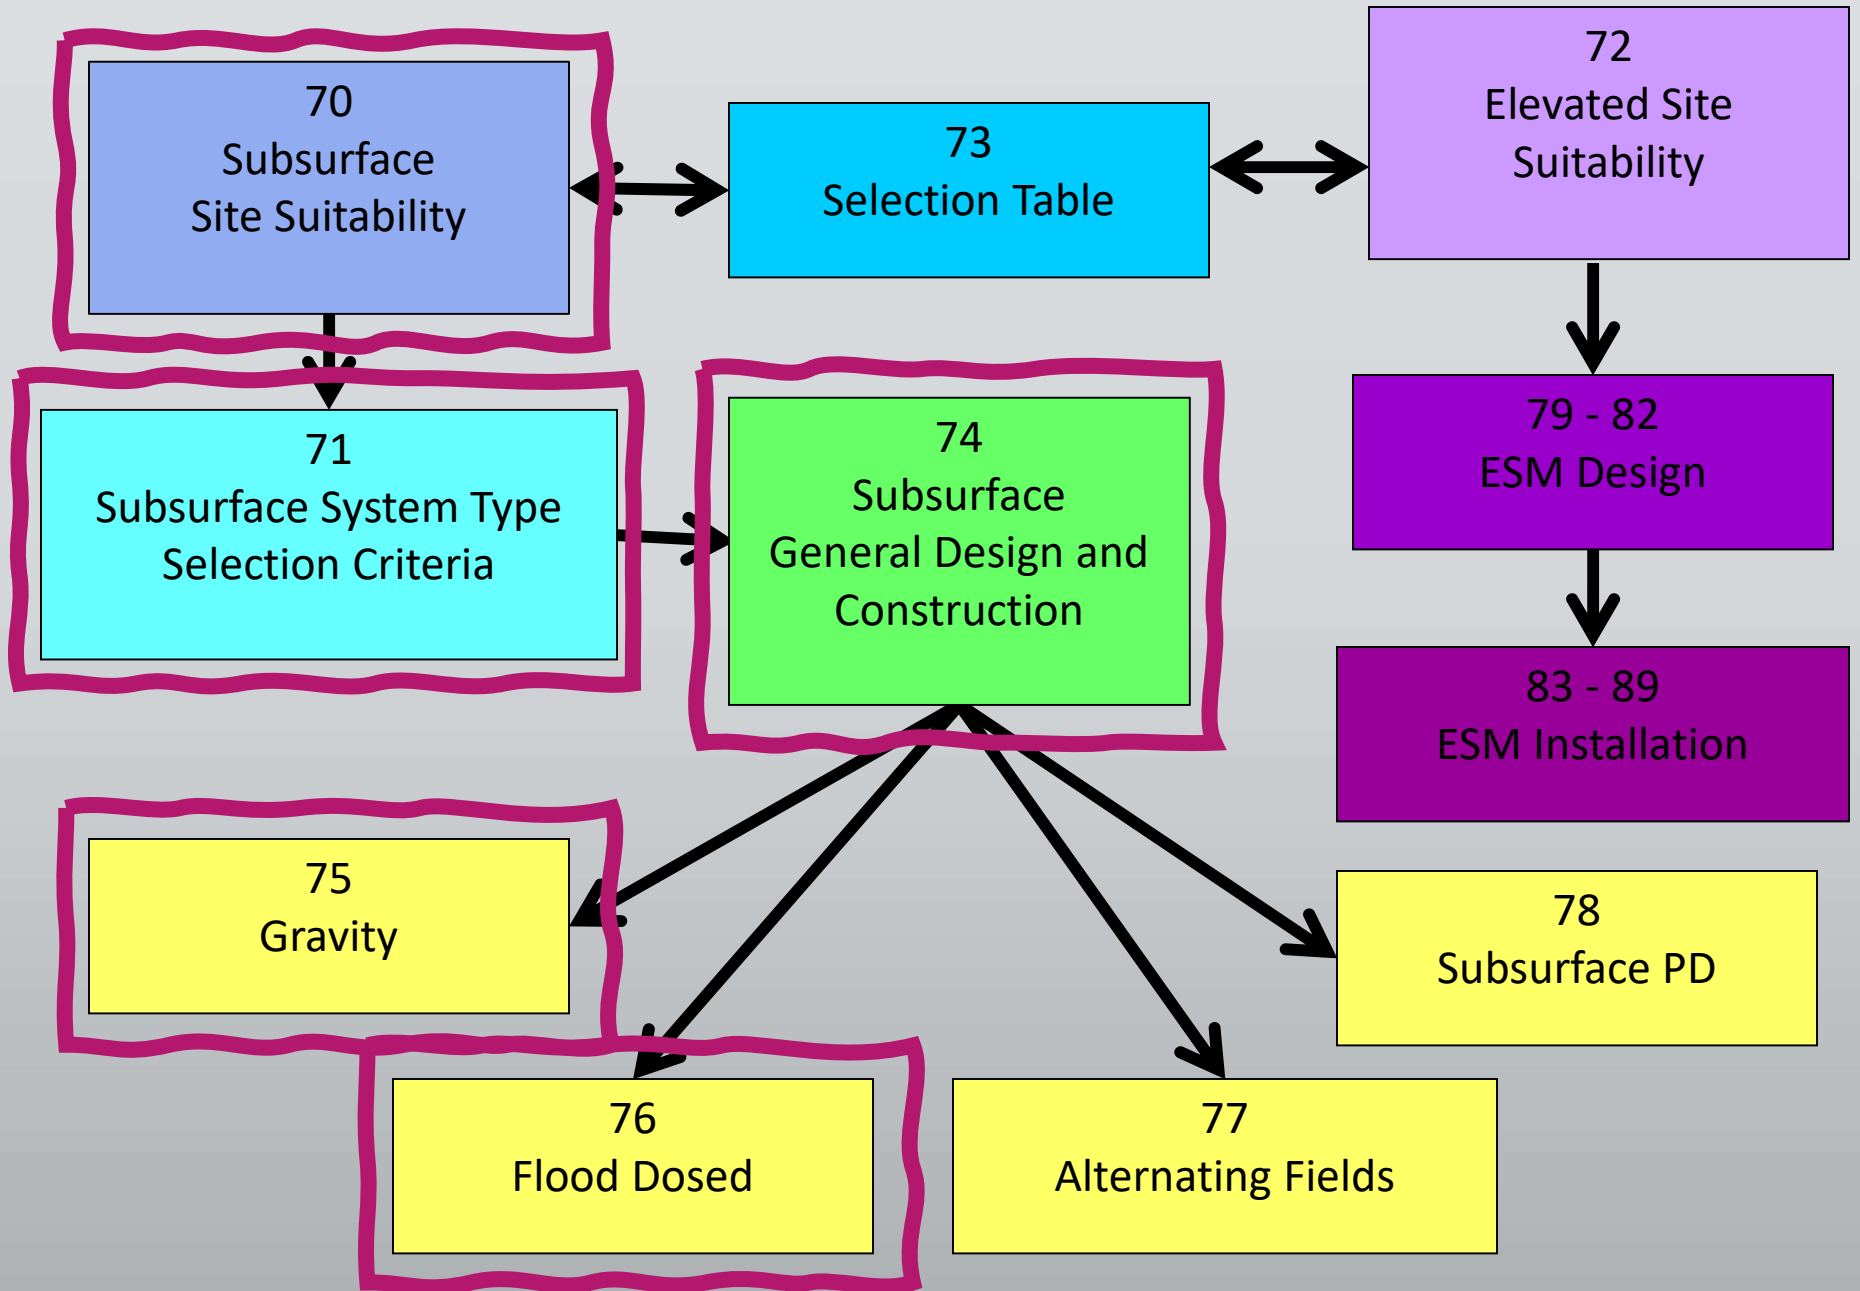 70
Subsurface
Site Suitability
73
Selection Table
72
Elevated Site
Suitability
71
Subsurface System Type
Selection Criteria
74
Subsurface
General Design and
Construction
79 - 82
ESM Design
83 - 89
ESM Installation
75
Gravity
78
Subsurface PD
76
Flood Dosed
77
Alternating Fields